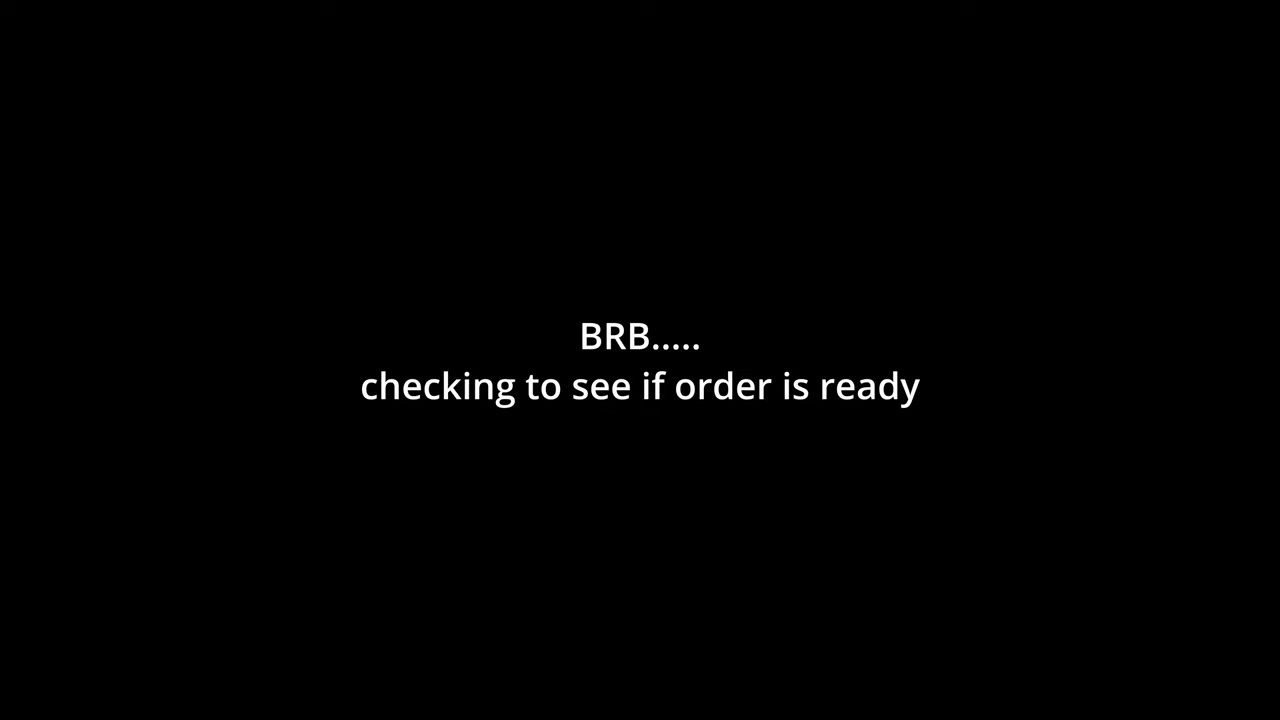 BRB.....
checking to see if order is ready